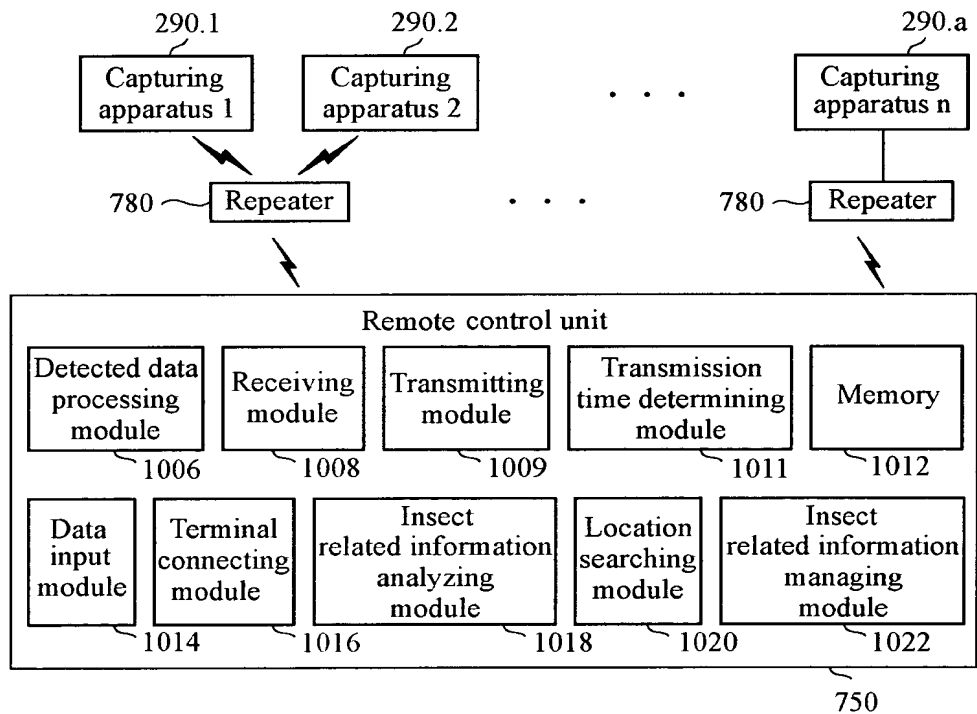 290.1
290.2
290.a
Capturing
apparatus 1
Capturing
apparatus 2
. . .
Capturing
apparatus n
780
Repeater
. . .
780
Repeater
Remote control unit
Detected data
processing
module
Receiving
module
Transmitting
module
Transmission
time determining
module
Memory
1006
1008
1009
1011
1012
Data
input
module
Terminal
connecting
module
Insect
related information
analyzing
module
Location
searching
module
Insect
related information
managing
module
1014
1016
1018
1020
1022
750